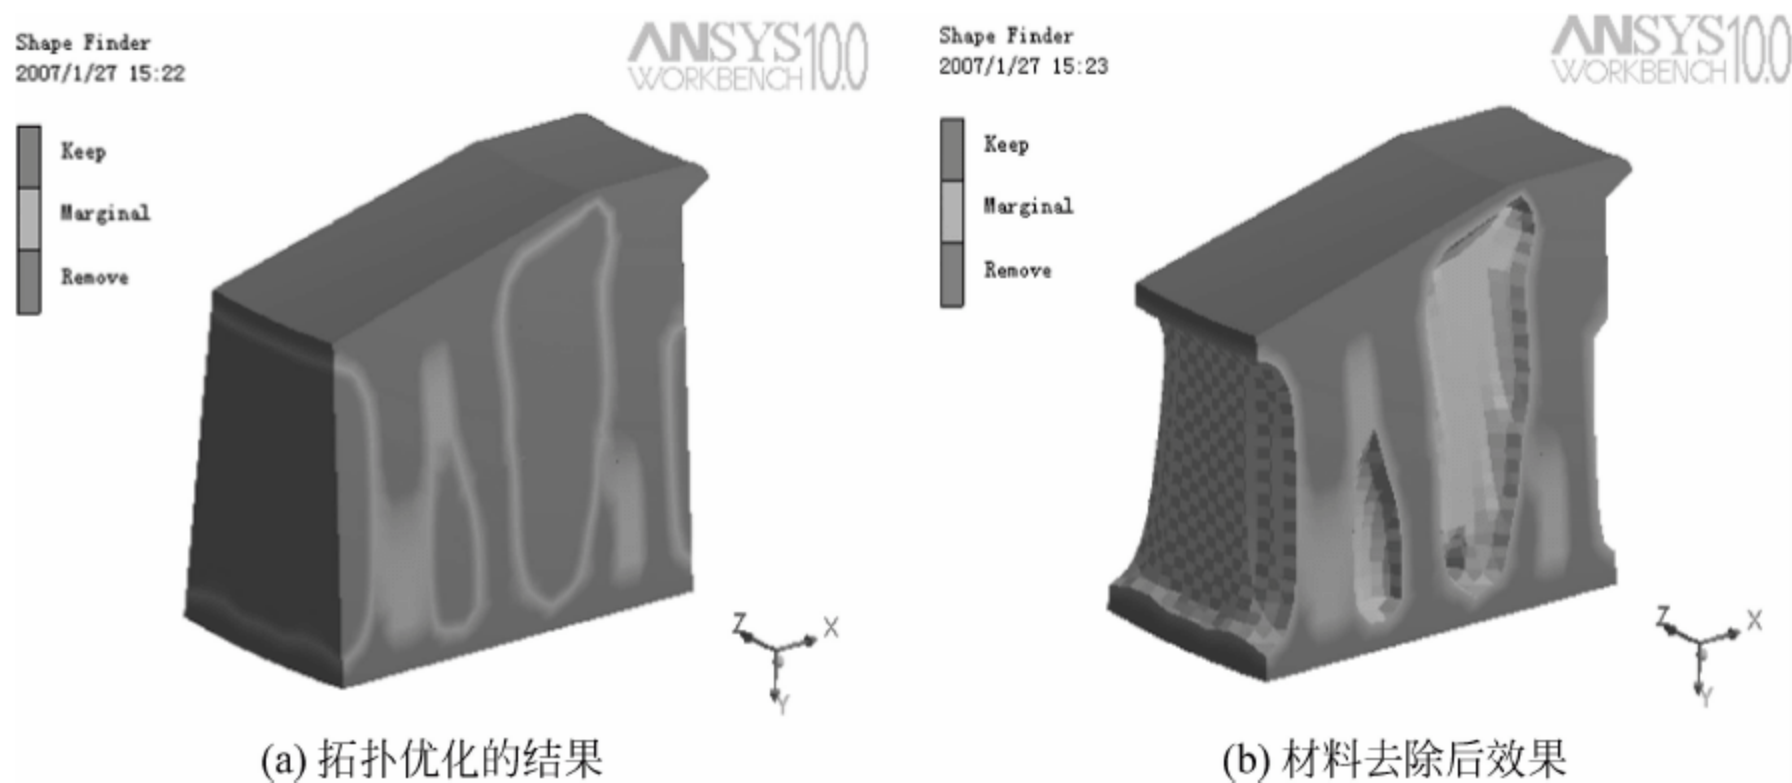 Shape Finder
2007/1/27 15:22
ANSYS 10.0
WORKBENCH
Keep
Marginal
Remove
Z
X
Y
(a) 拓扑优化的结果
Shape Finder
2007/1/27 15:23
ANSYS 10.0
WORKBENCH
Keep
Marginal
Remove
Z
X
Y
(b) 材料去除后效果